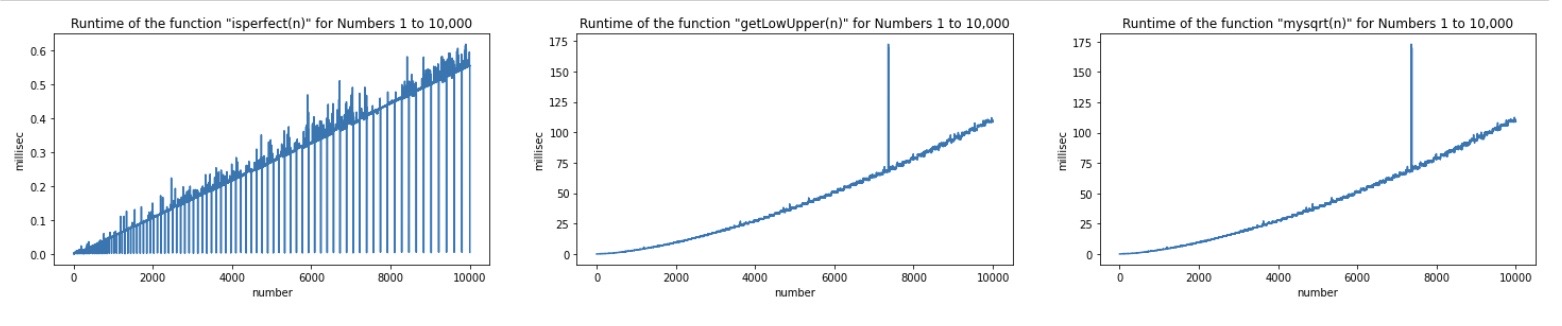 Runtime of the function "isperfect(n)" for Numbers 1 to 10,000
0.6
0.5
0.4
0.3
0.2
0.1
0.0
millisec
0 2000 4000 6000 8000 10000
number
Runtime of the function "getLowUpper(n)" for Numbers 1 to 10,000
175
150
125
100
75
50
25
0
millisec
0 2000 4000 6000 8000 10000
number
Runtime of the function "mysqrt(n)" for Numbers 1 to 10,000
175
150
125
100
75
50
25
0
millisec
0 2000 4000 6000 8000 10000
number